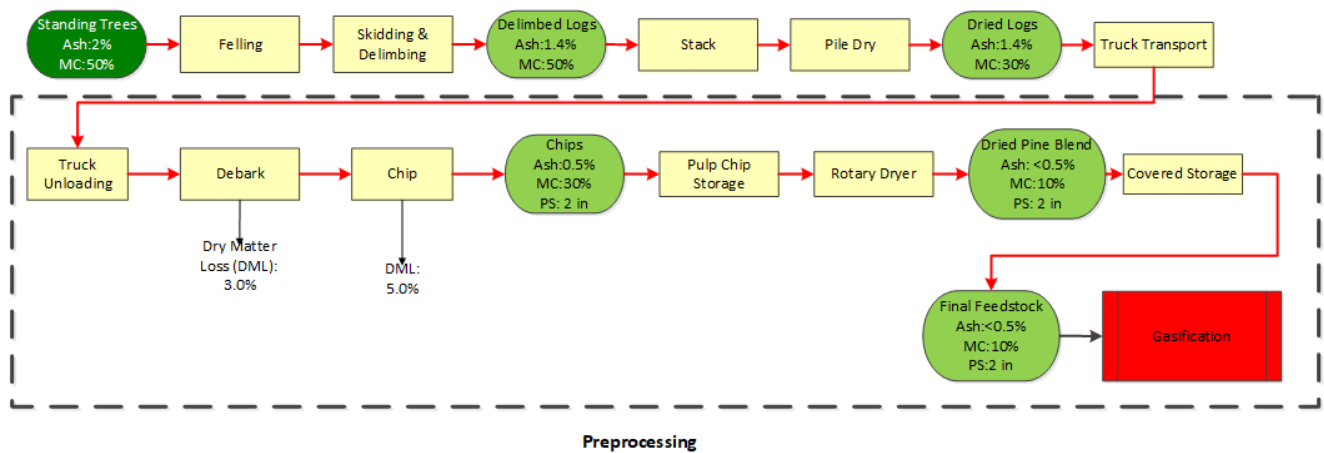 Standing Trees
Ash:2%
MC:50%
Felling
Skidding &
Delimbing
Delimbed Logs
Ash:1.4%
MC:50%
Stack
Pile Dry
Dried Logs
Ash:1.4%
MC:30%
Truck Transport
Truck
Unloading
Debark
Chip
Chips
Ash:0.5%
MC:30%
PS: 2 in
Pulp Chip
Storage
Rotary Dryer
Dried Pine Blend
Ash: <0.5%
MC:10%
PS: 2 in
Covered Storage
Dry Matter
Loss (DML):
3.0%
DML:
5.0%
Final Feedstock
Ash:<0.5%
MC:10%
PS:2 in
Gasification
Preprocessing